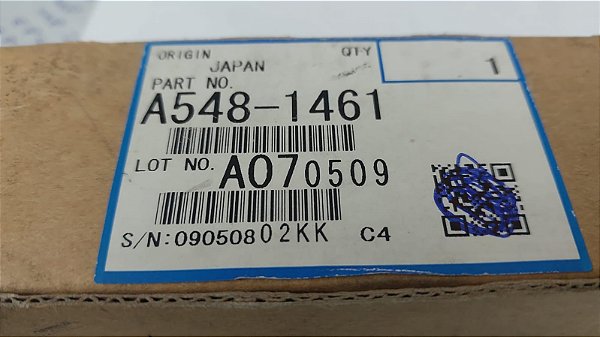 ORIGIN QTY
JAPAN 1
PART NO.
A548-1461
LOT NO. A070509
S/N:09050802KK C4